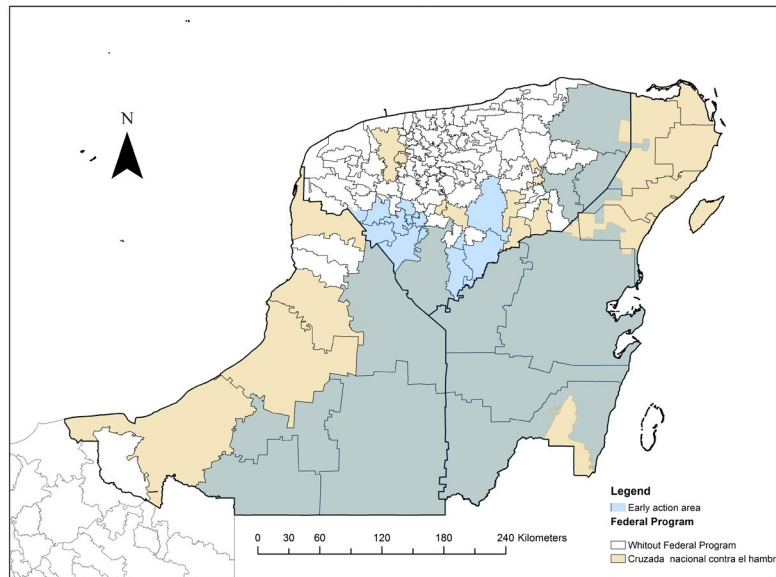 N
Legend
Early action area
Federal Program
Whitout Federal Program
Cruzada nacional contra el hambr
0 30 60 120 180 240 Kilometers